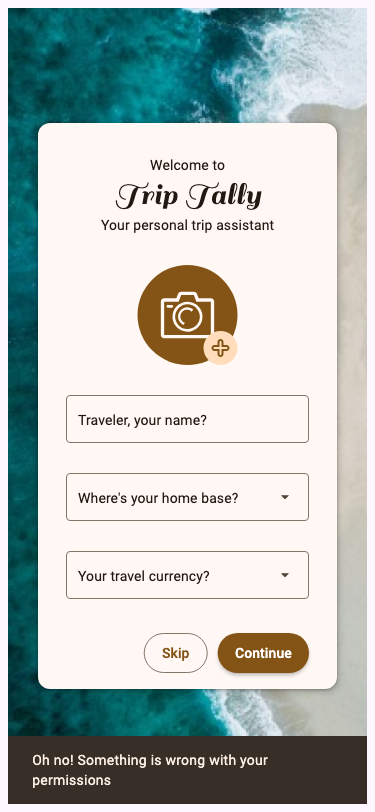 Welcome to
Trip Tally
Your personal trip assistant
Traveler, your name?
Where's your home base?
Your travel currency?
Skip
Continue
Oh no! Something is wrong with your
permissions